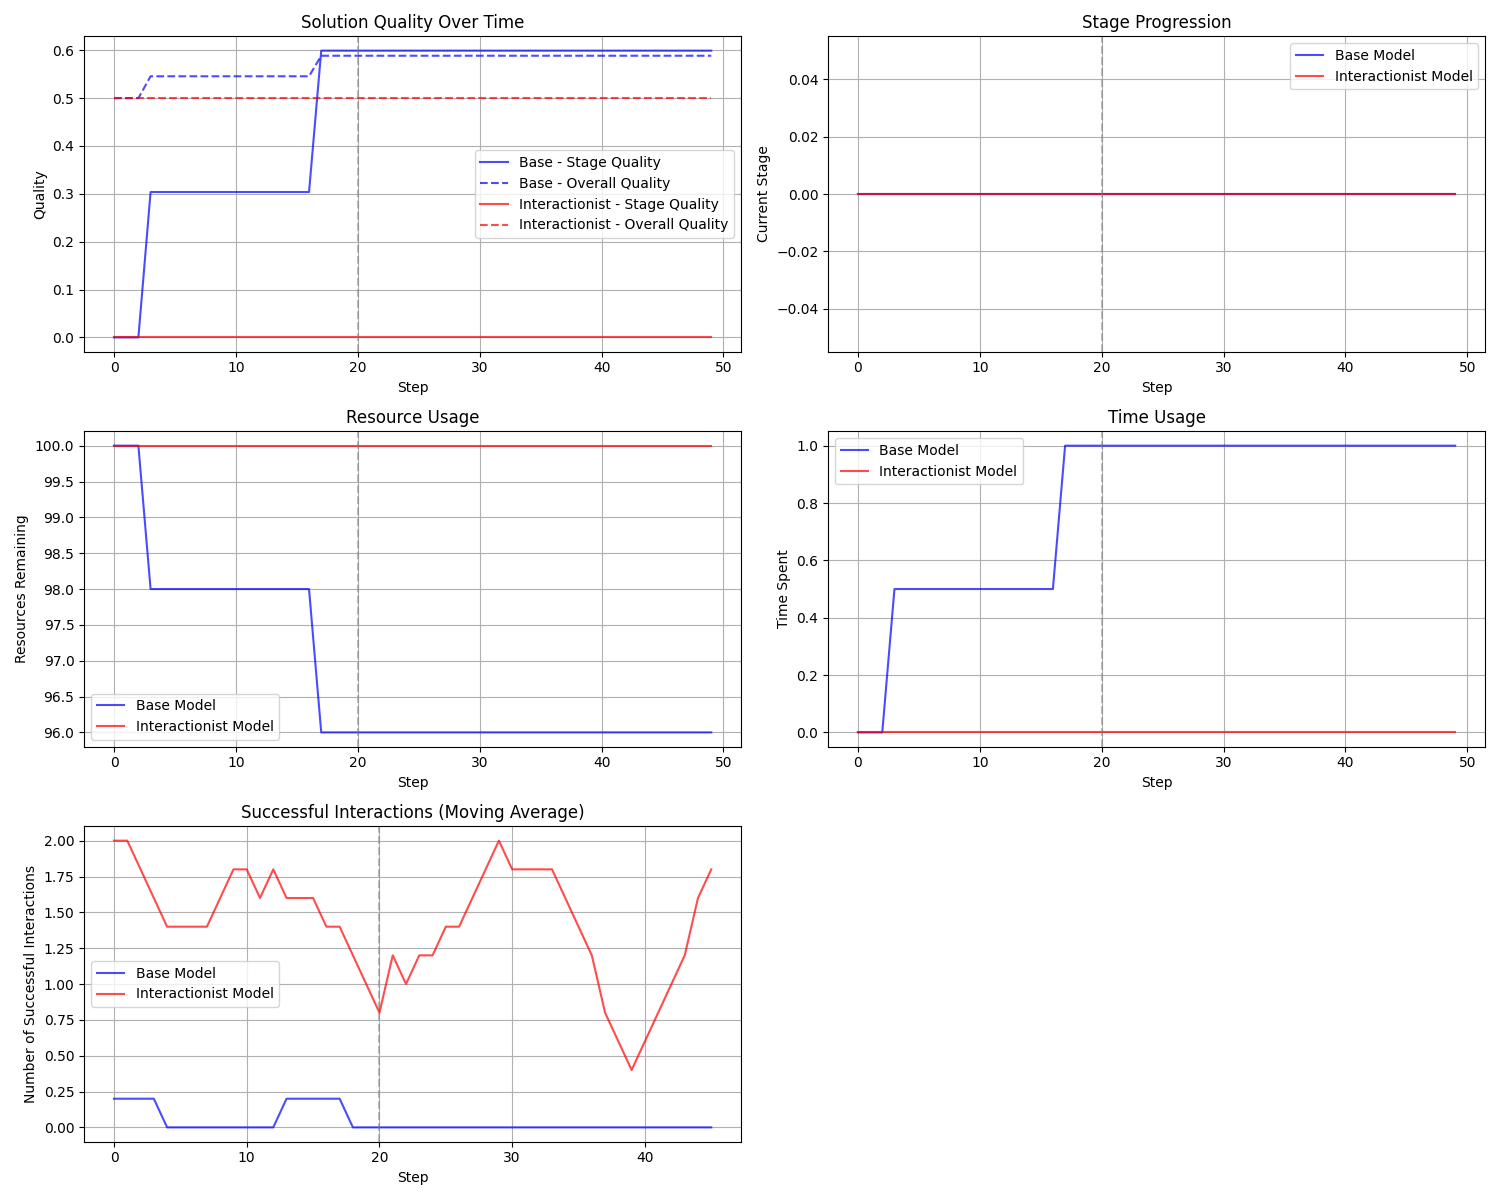 Solution Quality Over Time
Quality
0.6
0.5
0.4
0.3
0.2
0.1
0.0
Base - Stage Quality
Base - Overall Quality
Interactionist - Stage Quality
Interactionist - Overall Quality
0 10 20 30 40 50
Step
Stage Progression
Current Stage
0.04
0.02
0.00
−0.02
−0.04
Base Model
Interactionist Model
0 10 20 30 40 50
Step
Resource Usage
Resources Remaining
100.0
99.5
99.0
98.5
98.0
97.5
97.0
96.5
96.0
Base Model
Interactionist Model
0 10 20 30 40 50
Step
Time Usage
Time Spent
1.0
0.8
0.6
0.4
0.2
0.0
Base Model
Interactionist Model
0 10 20 30 40 50
Step
Successful Interactions (Moving Average)
Number of Successful Interactions
2.00
1.75
1.50
1.25
1.00
0.75
0.50
0.25
0.00
Base Model
Interactionist Model
0 10 20 30 40
Step